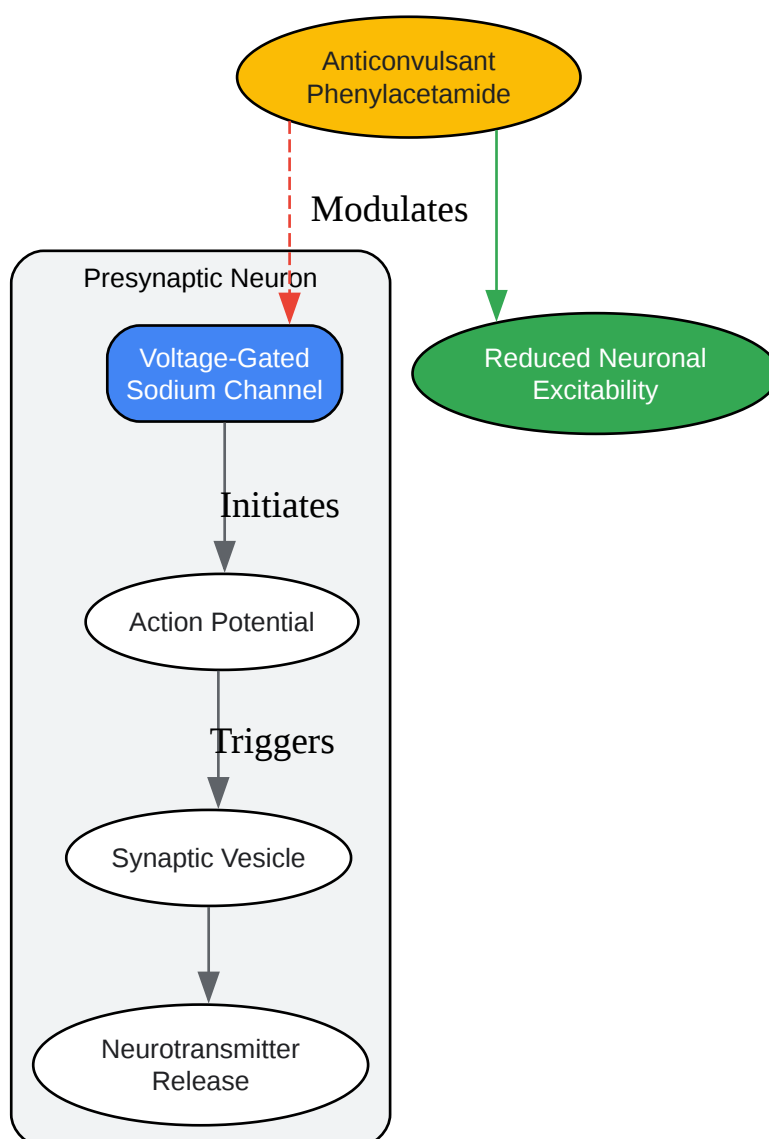 Anticonvulsant
Phenylacetamide
Modulates
Presynaptic Neuron
Voltage-Gated
Sodium Channel
Reduced Neuronal
Excitability
Initiates
Action Potential
Triggers
Synaptic Vesicle
Neurotransmitter
Release